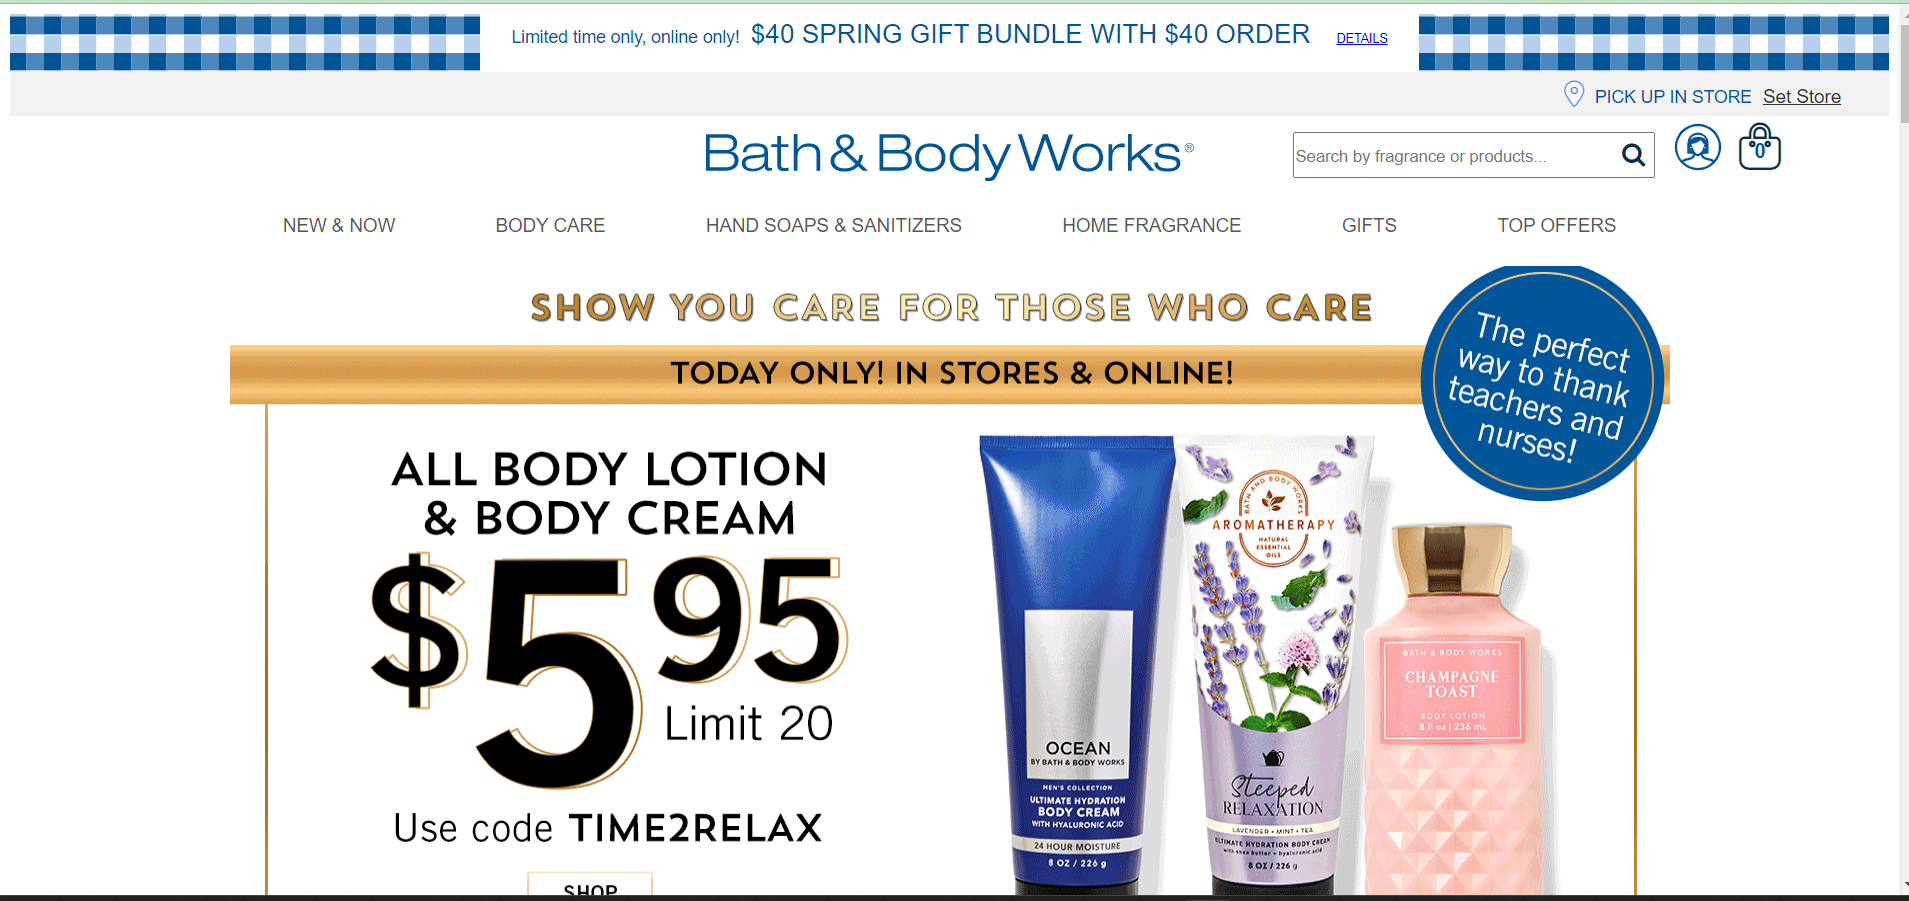 Limited time only, online only! $40 SPRING GIFT BUNDLE WITH $40 ORDER DETAILS
PICK UP IN STORE Set Store
Bath & Body Works®
Search by fragrance or products...
0
NEW & NOW BODY CARE HAND SOAPS & SANITIZERS HOME FRAGRANCE GIFTS TOP OFFERS
SHOW YOU CARE FOR THOSE WHO CARE
TODAY ONLY! IN STORES & ONLINE!
The perfect
way to thank
teachers and
nurses!
ALL BODY LOTION
& BODY CREAM
$5 95
Limit 20
Use code TIME2RELAX
SHOP
OCEAN
BY BATH & BODY WORKS
MEN'S COLLECTION
ULTIMATE HYDRATION
BODY CREAM
WITH HYALURONIC ACID
24 HOUR MOISTURE
8 OZ / 226 g
BATH AND BODY WORKS
AROMATHERAPY
NATURAL
ESSENTIAL
OILS
Steeped
RELAXATION
LAVENDER • MINT • TEA
ULTIMATE HYDRATION BODY CREAM
with shea butter + hyaluronic acid
8 OZ / 226 g
BATH & BODY WORKS
CHAMPAGNE
TOAST
BODY LOTION
8 fl oz | 236 mL